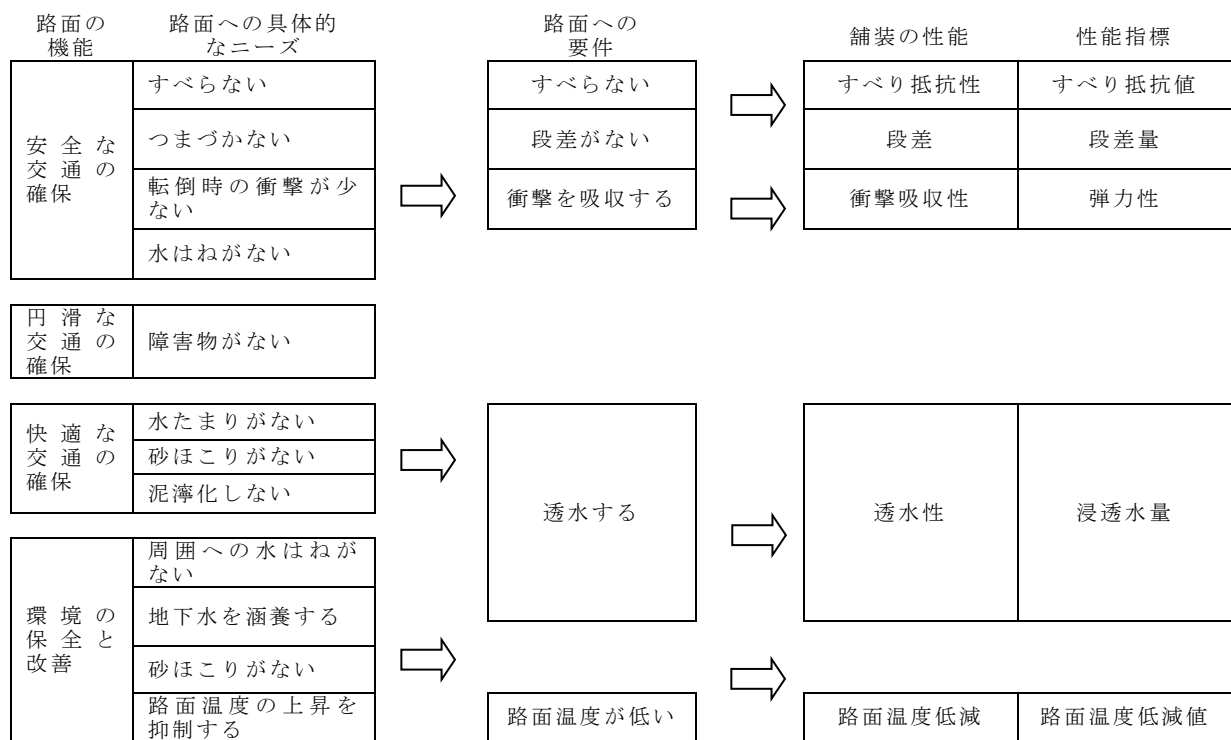 路面の
機能
路面への具体的
なニーズ
路面への
要件
舗装の性能
性能指標
安全な
交通の
確保
すべらない
つまづかない
転倒時の衝撃が少
ない
水はねがない
すべらない
段差がない
衝撃を吸収する
すべり抵抗性
すべり抵抗値
段差
段差量
衝撃吸収性
弾力性
円滑な
交通の
確保
障害物がない
快適な
交通の
確保
水たまりがない
砂ほこりがない
泥濘化しない
透水する
透水性
浸透水量
環境の
保全と
改善
周囲への水はねが
ない
地下水を涵養する
砂ほこりがない
路面温度の上昇を
抑制する
路面温度が低い
路面温度低減
路面温度低減値